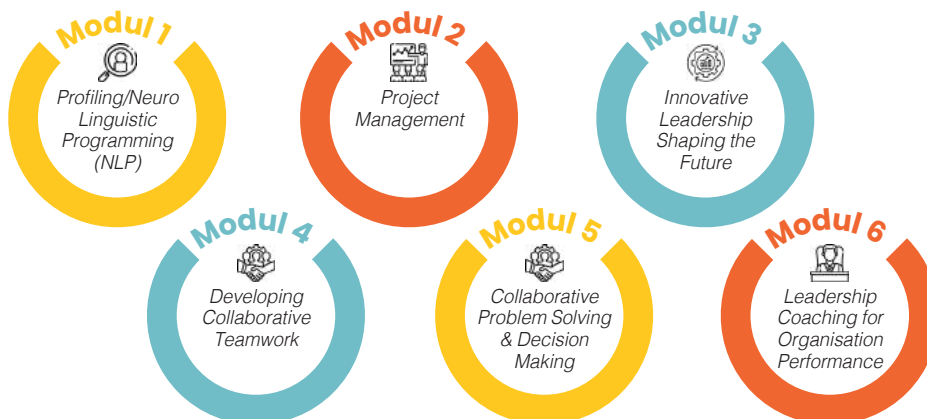 Modul 1
Profiling/Neuro
Linguistic
Programming
(NLP)
Modul 2
Project
Management
Modul 3
Innovative
Leadership
Shaping the
Future
Modul 4
Developing
Collaborative
Teamwork
Modul 5
Collaborative
Problem Solving
& Decision
Making
Modul 6
Leadership
Coaching for
Organisation
Performance